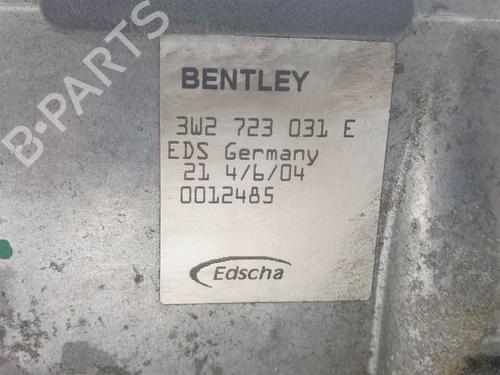 B-PARTS
BENTLEY
3W2 723 031 E
EDS Germany
21 4/6/04
0012485
Edscha